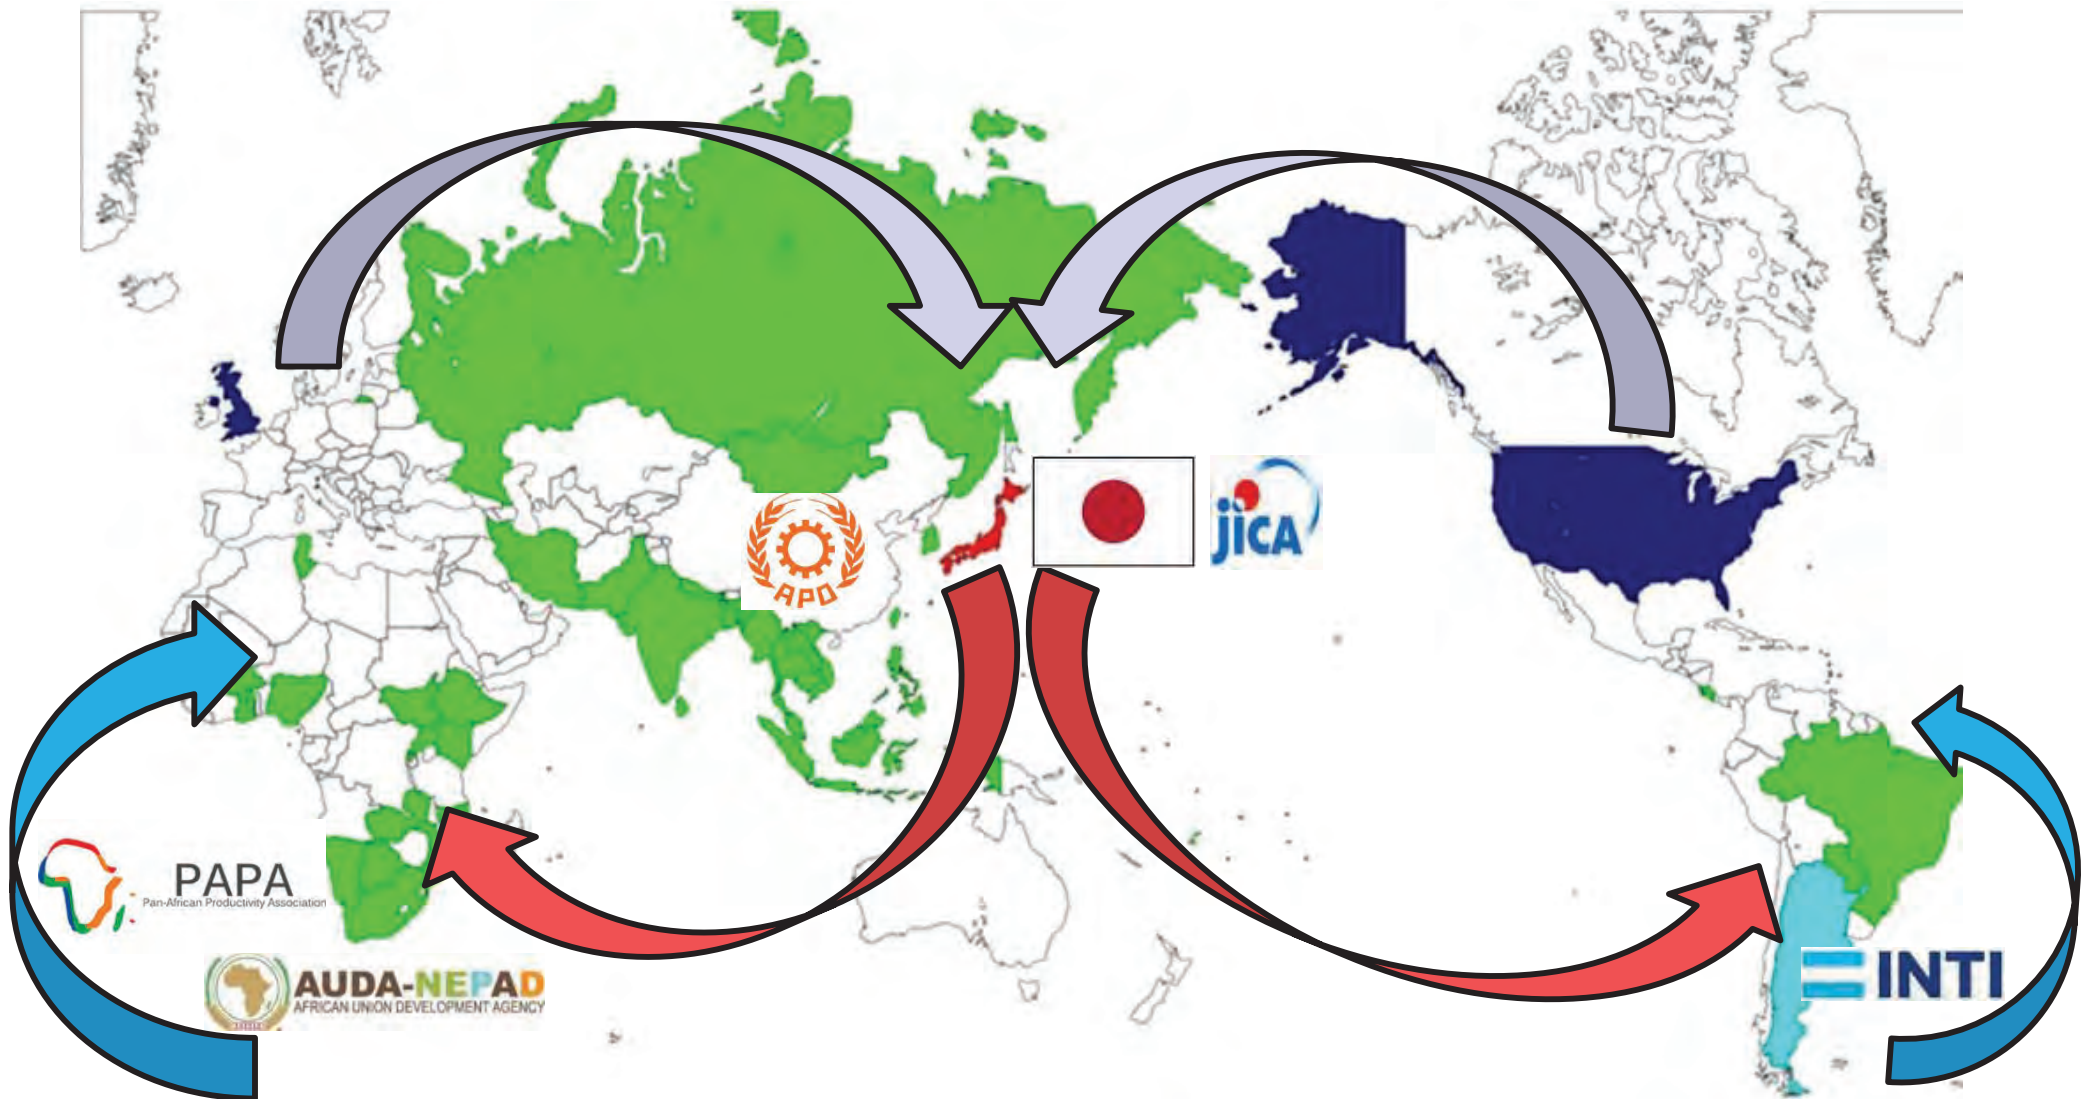 APO
jICA
PAPA
Pan-African Productivity Association
AUDA-NEPAD
AFRICAN UNION DEVELOPMENT AGENCY
INTI